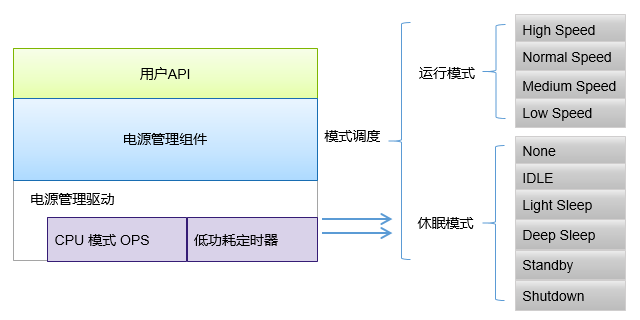 用户API
电源管理组件
电源管理驱动
CPU 模式 OPS
低功耗定时器
模式调度
运行模式
High Speed
Normal Speed
Medium Speed
Low Speed
休眠模式
None
IDLE
Light Sleep
Deep Sleep
Standby
Shutdown